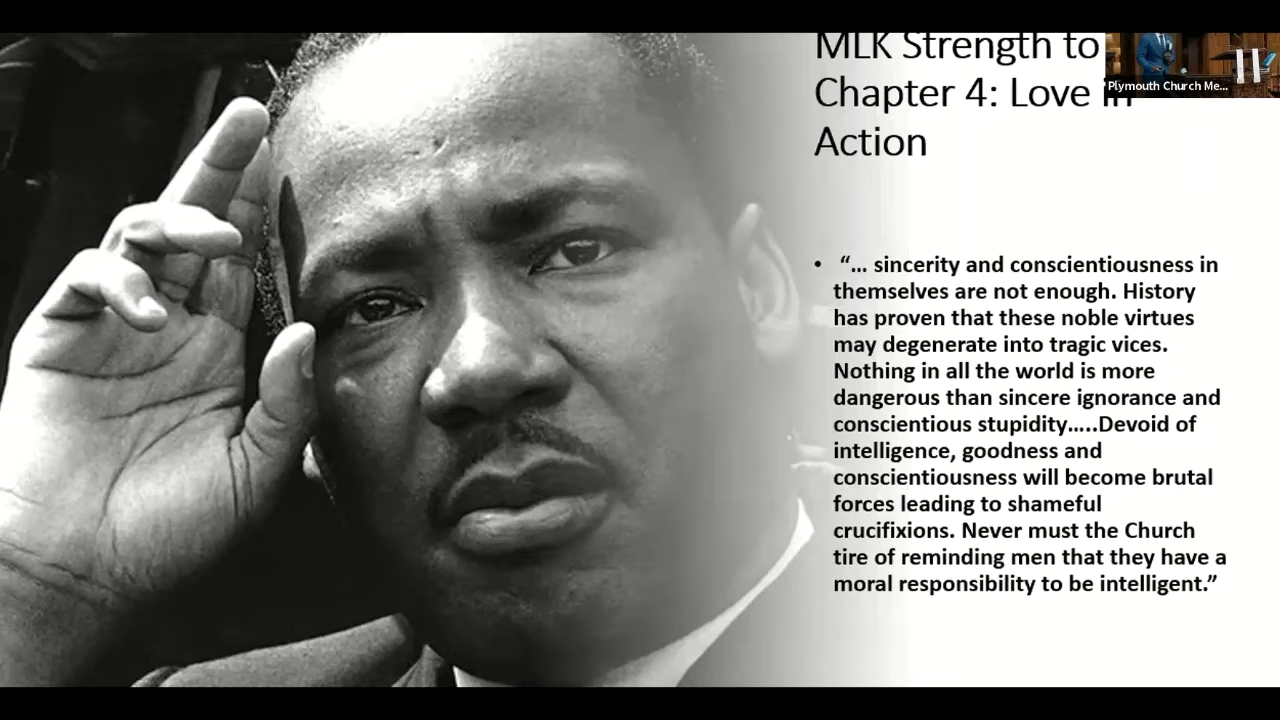 MLK Strength to
Chapter 4: Love in
Action
Plymouth Church Me...
• “... sincerity and conscientiousness in
themselves are not enough. History
has proven that these noble virtues
may degenerate into tragic vices.
Nothing in all the world is more
dangerous than sincere ignorance and
conscientious stupidity…..Devoid of
intelligence, goodness and
conscientiousness will become brutal
forces leading to shameful
crucifixions. Never must the Church
tire of reminding men that they have a
moral responsibility to be intelligent.”